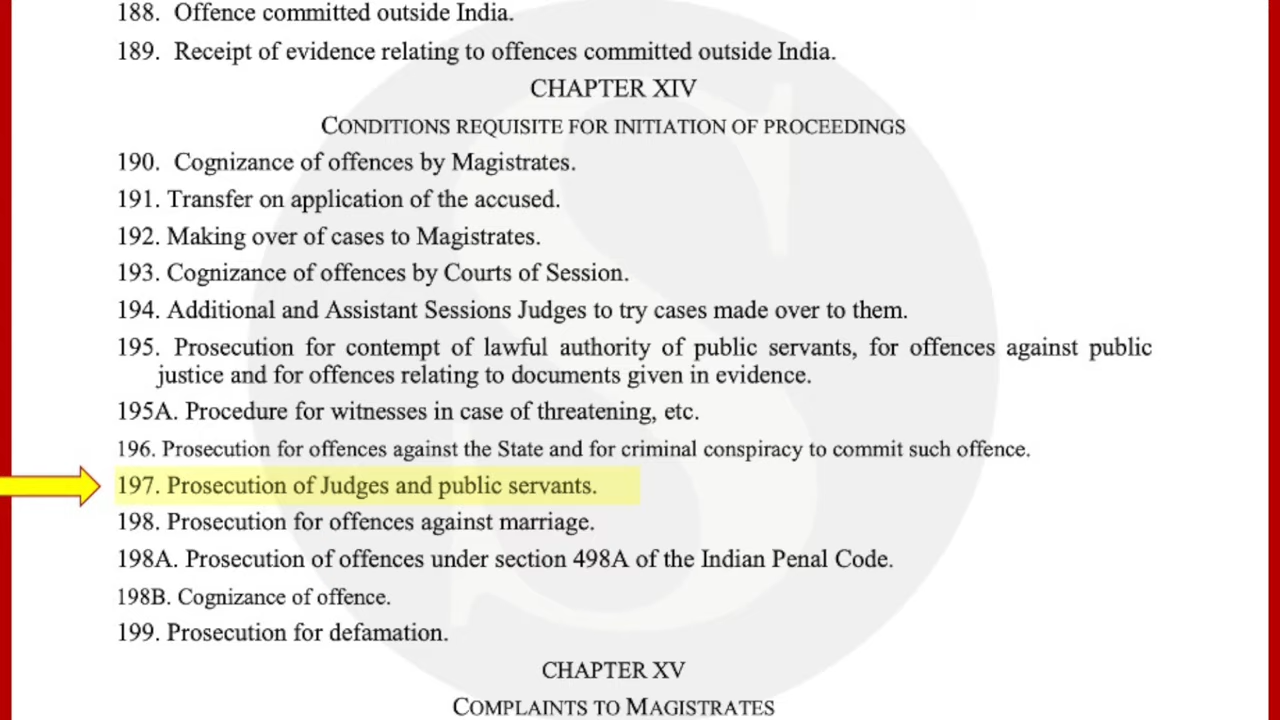 188. Offence committed outside India.
189. Receipt of evidence relating to offences committed outside India.
CHAPTER XIV
CONDITIONS REQUISITE FOR INITIATION OF PROCEEDINGS
190. Cognizance of offences by Magistrates.
191. Transfer on application of the accused.
192. Making over of cases to Magistrates.
193. Cognizance of offences by Courts of Session.
194. Additional and Assistant Sessions Judges to try cases made over to them.
195. Prosecution for contempt of lawful authority of public servants, for offences against public
justice and for offences relating to documents given in evidence.
195A. Procedure for witnesses in case of threatening, etc.
196. Prosecution for offences against the State and for criminal conspiracy to commit such offence.
197. Prosecution of Judges and public servants.
198. Prosecution for offences against marriage.
198A. Prosecution of offences under section 498A of the Indian Penal Code.
198B. Cognizance of offence.
199. Prosecution for defamation.
CHAPTER XV
COMPLAINTS TO MAGISTRATES